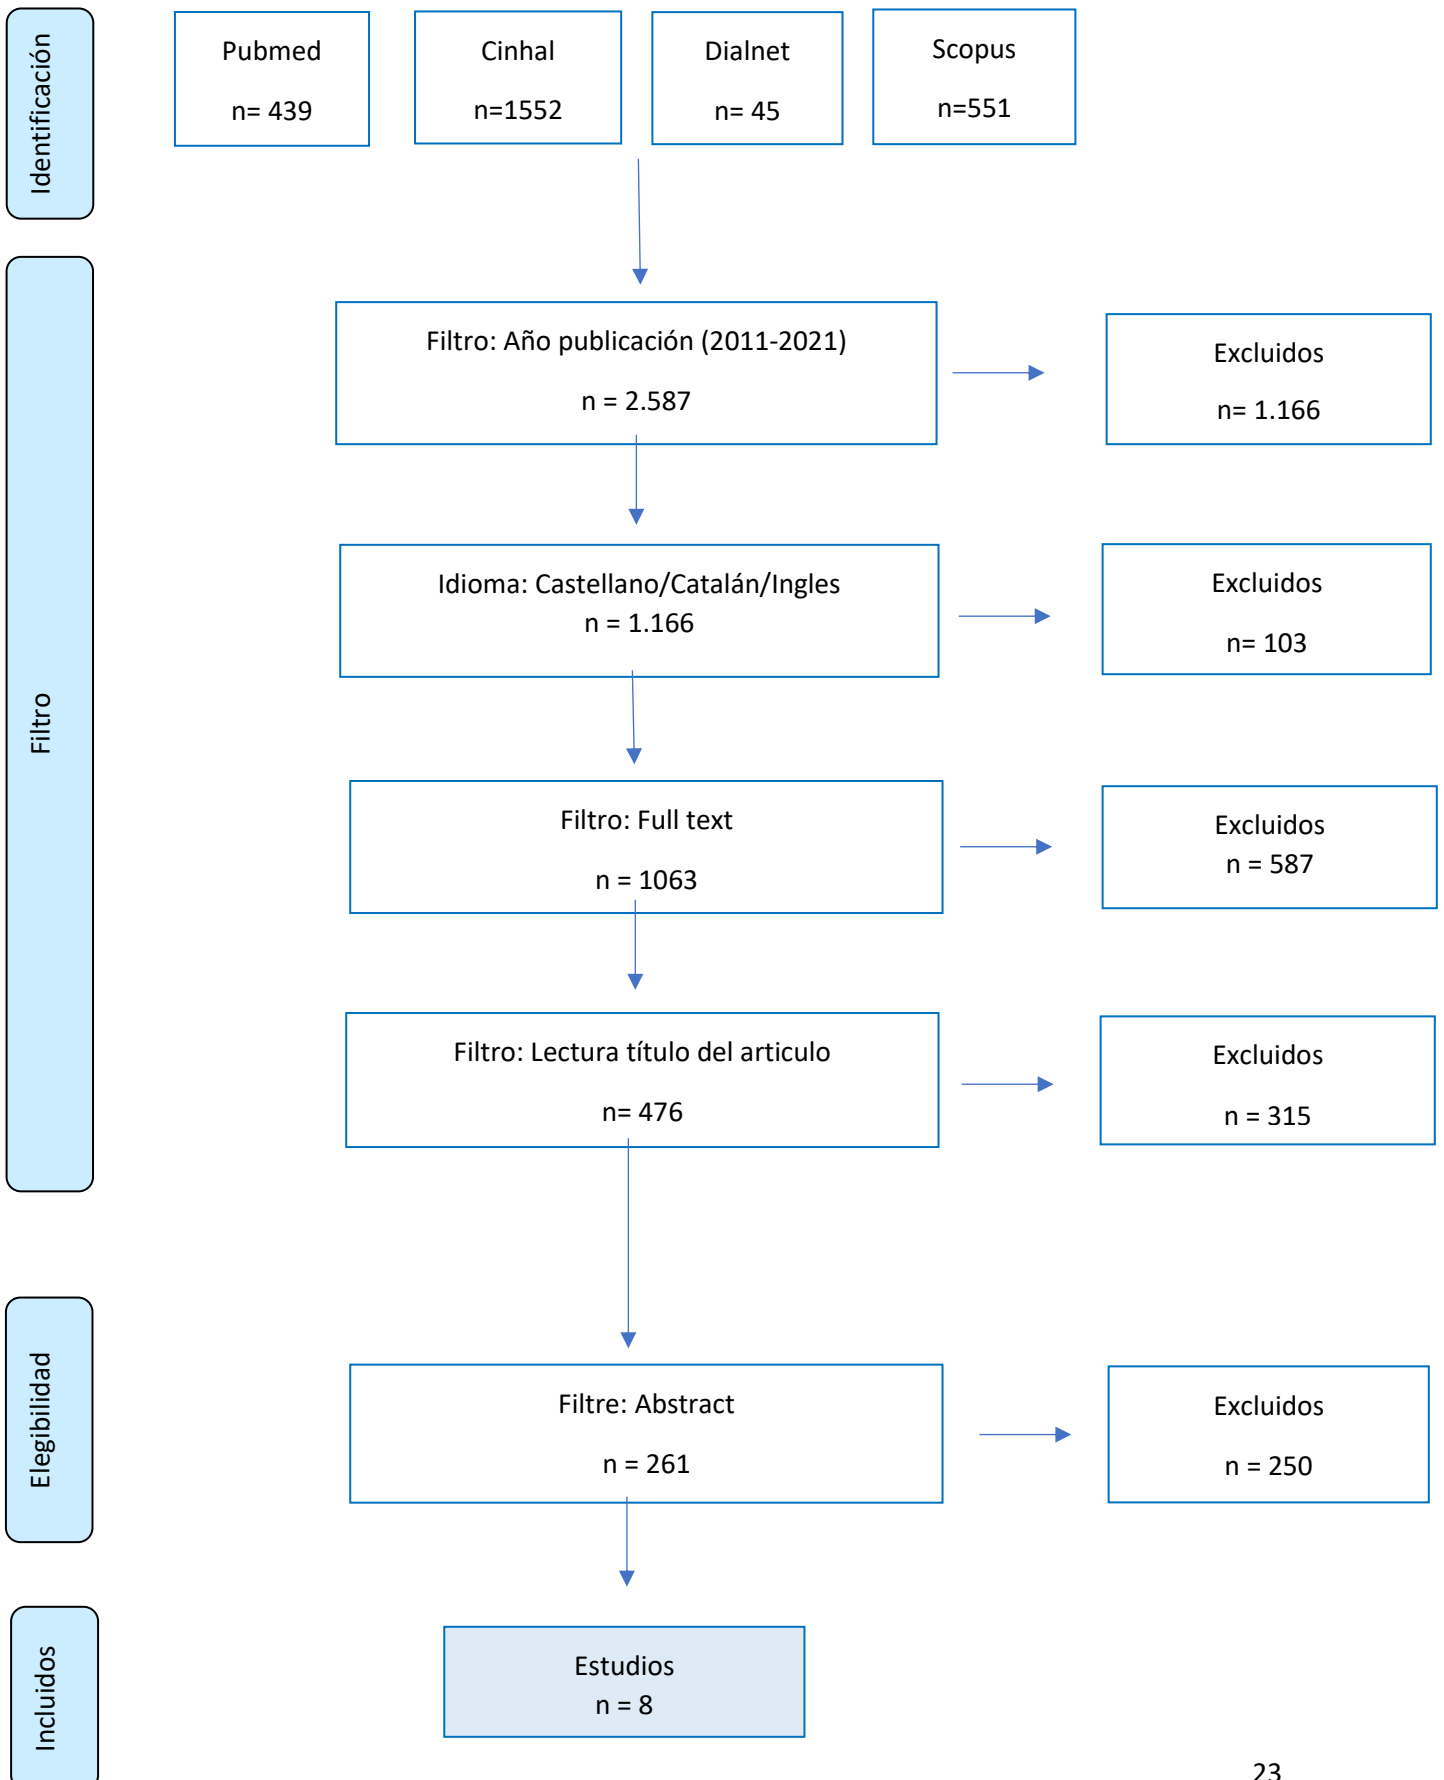 Identificación
Pubmed
n= 439
Cinhal
n=1552
Dialnet
n= 45
Scopus
n=551
Filtro
Filtro: Año publicación (2011-2021)
n = 2.587
Excluidos
n= 1.166
Idioma: Castellano/Catalán/Ingles
n = 1.166
Excluidos
n= 103
Filtro: Full text
n = 1063
Excluidos
n = 587
Filtro: Lectura título del articulo
n= 476
Excluidos
n = 315
Elegibilidad
Filtre: Abstract
n = 261
Excluidos
n = 250
Incluidos
Estudios
n = 8
23